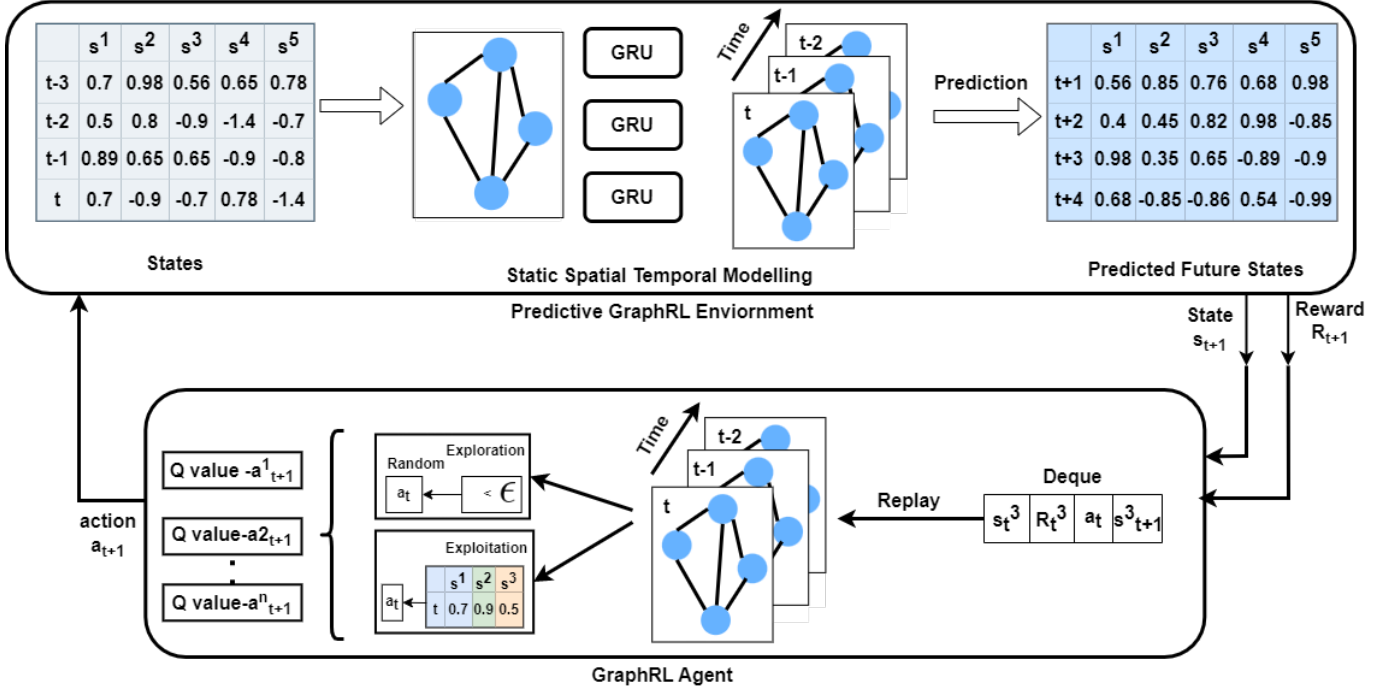 s1 s2 s3 s4 s5
t-3 0.7 0.98 0.56 0.65 0.78
t-2 0.5 0.8 -0.9 -1.4 -0.7
t-1 0.89 0.65 0.65 -0.9 -0.8
t 0.7 -0.9 -0.7 0.78 -1.4
States
GRU
GRU
GRU
Time
t-2
t-1
t
Static Spatial Temporal Modelling
Prediction
s1 s2 s3 s4 s5
t+1 0.56 0.85 0.76 0.68 0.98
t+2 0.4 0.45 0.82 0.98 -0.85
t+3 0.98 0.35 0.65 -0.89 -0.9
t+4 0.68 -0.85 -0.86 0.54 -0.99
Predicted Future States
Predictive GraphRL Enviornment
State
st+1
Reward
Rt+1
action
at+1
Q value -a1t+1
Q value-a2t+1
Q value-ant+1
Exploration
Random
at
< ϵ
Exploitation
s1 s2 s3
at
t 0.7 0.9 0.5
Time
t-2
t-1
t
Replay
Deque
st3 Rt3 at s3t+1
GraphRL Agent